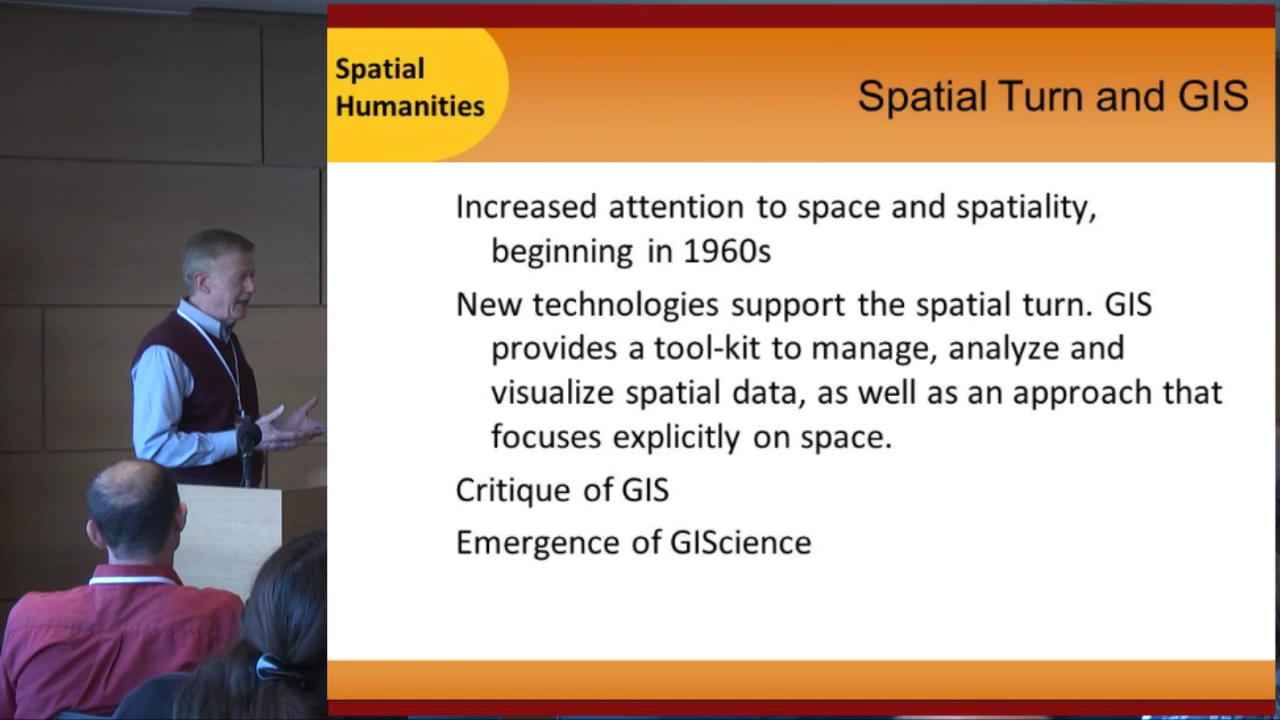 Spatial
Humanities
Spatial Turn and GIS
Increased attention to space and spatiality,
beginning in 1960s
New technologies support the spatial turn. GIS
provides a tool-kit to manage, analyze and
visualize spatial data, as well as an approach that
focuses explicitly on space.
Critique of GIS
Emergence of GIScience